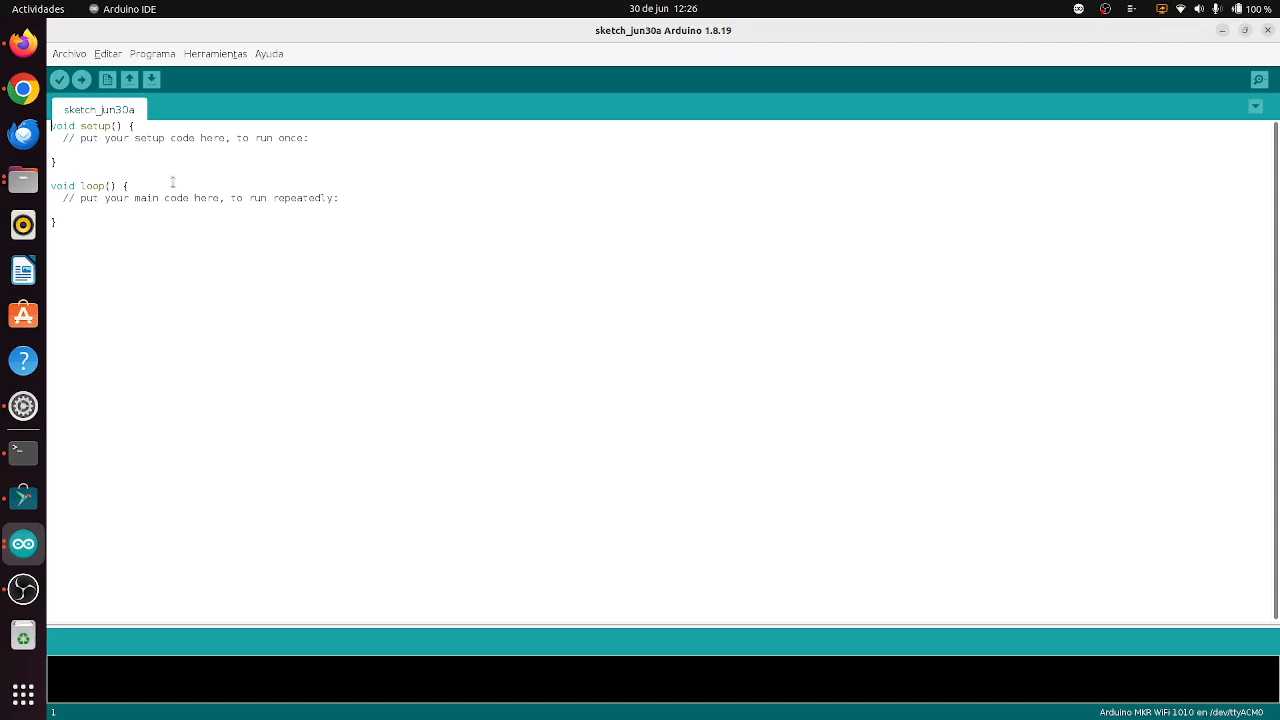 Actividades Arduino IDE 30 de jun 12:26 100 %
sketch_jun30a Arduino 1.8.19
Archivo Editar Programa Herramientas Ayuda
sketch_jun30a
void setup() {
// put your setup code here, to run once:
}
void loop() {
// put your main code here, to run repeatedly:
}
1 Arduino MKR WiFi 1010 en /dev/ttyACM0